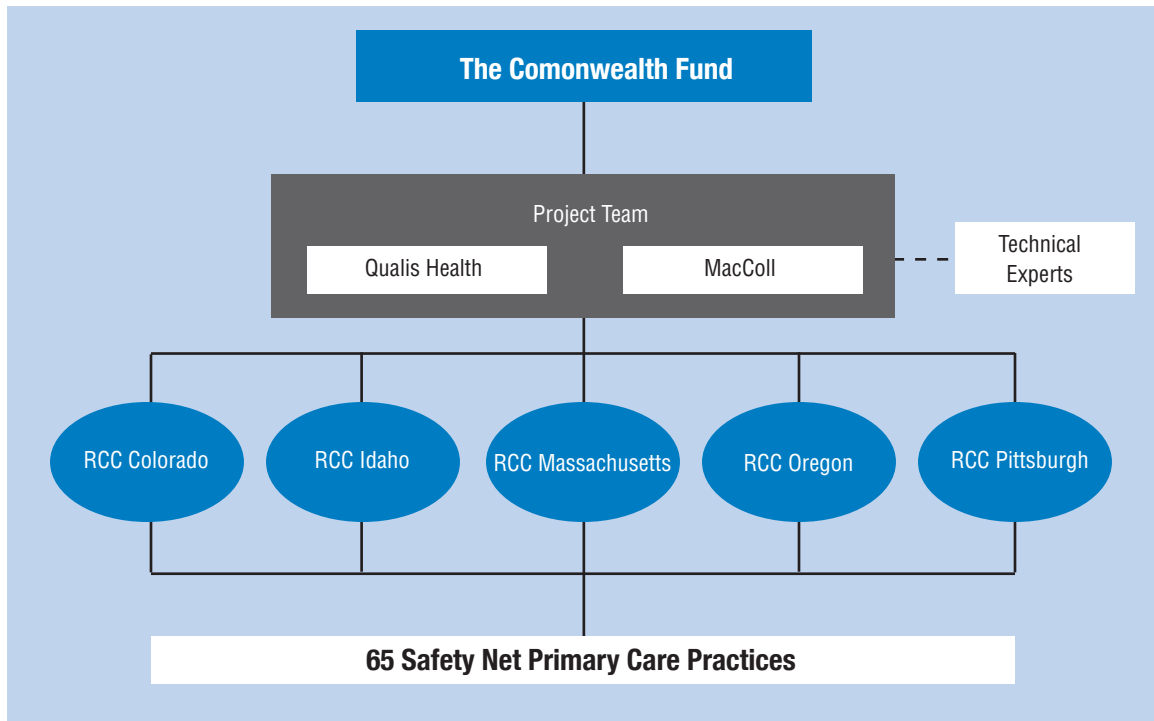 The Comonwealth Fund
Project Team
Qualis Health
MacColl
Technical
Experts
RCC Colorado
RCC Idaho
RCC Massachusetts
RCC Oregon
RCC Pittsburgh
65 Safety Net Primary Care Practices